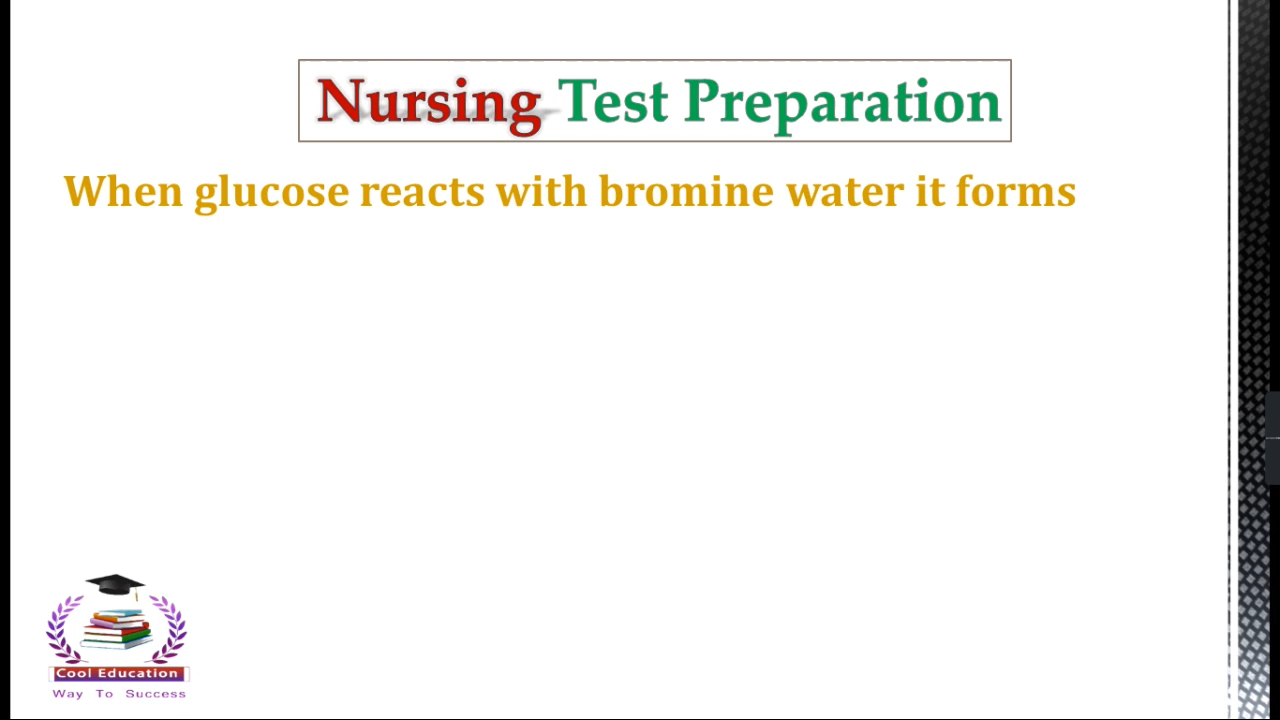 Nursing Test Preparation
When glucose reacts with bromine water it forms
Cool Education
Way To Success